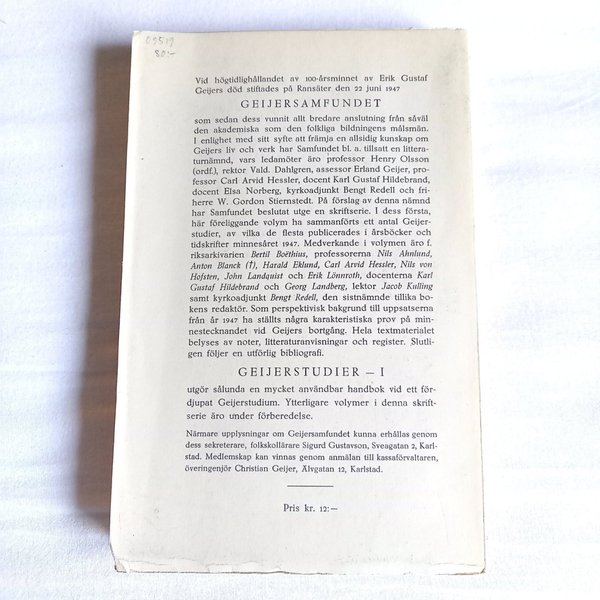 09519
80:-
Vid högtidlighållandet av 100-årsminnet av Erik Gustaf
Geijers död stiftades på Ransäter den 22 juni 1947
GEIJERSAMFUNDET
som sedan dess vunnit allt bredare anslutning från såväl
den akademiska som den folkliga bildningens målsmän.
I enlighet med sitt syfte att främja en allsidig kunskap om
Geijers liv och verk har Samfundet bl. a. tillsatt en littera-
turnämnd, vars ledamöter äro professor Henry Olsson
(ordf.), rektor Vald. Dahlgren, assessor Erland Geijer, pro-
fessor Carl Arvid Hessler, docent Karl Gustaf Hildebrand,
docent Elsa Norberg, kyrkoadjunkt Bengt Redell och fri-
herre W. Gordon Stiernstedt. På förslag av denna nämnd
har Samfundet beslutat utge en skriftserie. I dess första,
här föreliggande volym ha sammanförts ett antal Geijer-
studier, av vilka de flesta publicerades i årsböcker och
tidskrifter minnesåret 1947. Medverkande i volymen äro f.
riksarkivarien Bertil Boëthius, professorerna Nils Ahnlund,
Anton Blanck (†), Harald Eklund, Carl Arvid Hessler, Nils von
Hofsten, John Landquist och Erik Lönnroth, docenterna Karl
Gustaf Hildebrand och Georg Landberg, lektor Jacob Kulling
samt kyrkoadjunkt Bengt Redell, den sistnämnde tillika bo-
kens redaktör. Som perspektivisk bakgrund till uppsatserna
från år 1947 ha ställts några karakteristiska prov på min-
nestecknandet vid Geijers bortgång. Hela textmaterialet
belyses av noter, litteraturanvisningar och register. Slutli-
gen följer en utförlig bibliografi.
GEIJERSTUDIER – I
utgör sålunda en mycket användbar handbok vid ett för-
djupat Geijerstudium. Ytterligare volymer i denna skrift-
serie äro under förberedelse.
Närmare upplysningar om Geijersamfundet kunna erhållas genom
dess sekreterare, folkskollärare Sigurd Gustavson, Sveagatan 2, Karl-
stad. Medlemskap kan vinnas genom anmälan till kassaförvaltaren,
överingenjör Christian Geijer, Älvgatan 12, Karlstad.
Pris kr. 12:—